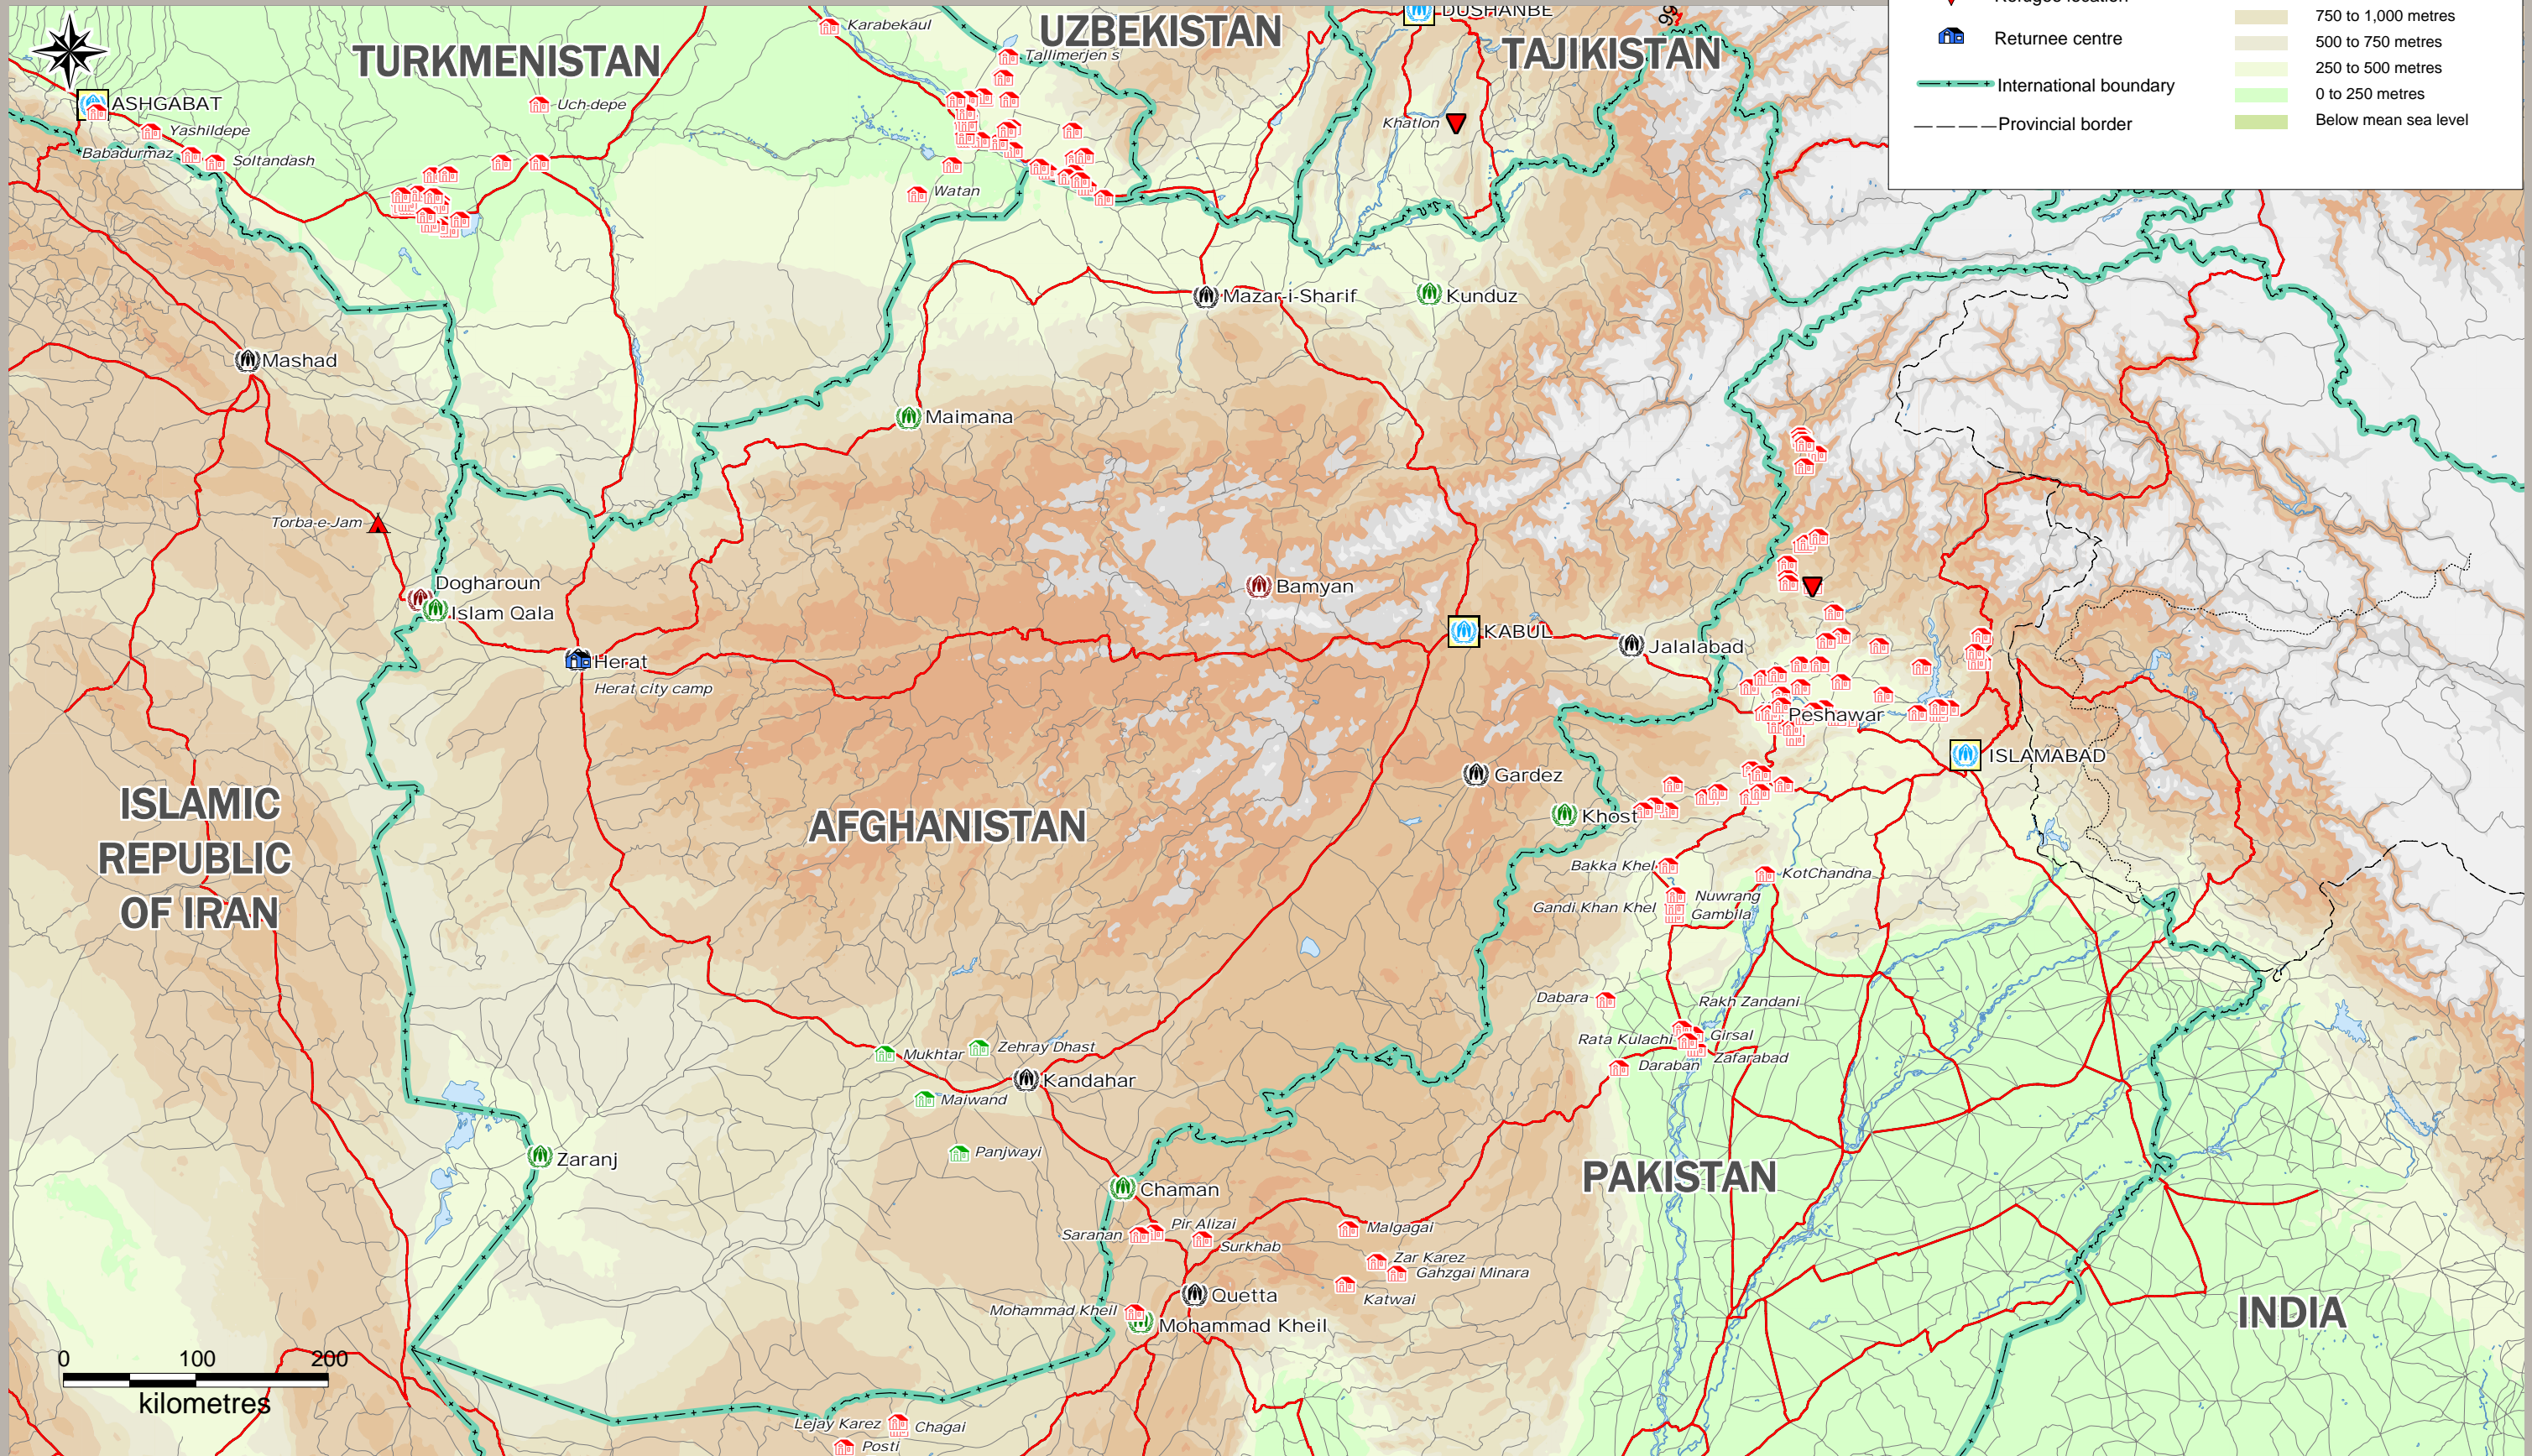 UZBEKISTAN
DUSHANBE
Refugee location
750 to 1,000 metres
Karabekaul
Returnee centre
500 to 750 metres
TURKMENISTAN
Tallimerjen s
TAJIKISTAN
250 to 500 metres
International boundary
0 to 250 metres
ASHGABAT
Uch-depe
Khatlon
Provincial border
Below mean sea level
Yashildepe
Babadurmaz
Soltandash
Watan
Mazar-i-Sharif
Kunduz
Mashad
Maimana
Torba-e-Jam
Dogharoun
Islam Qala
Bamyan
KABUL
Jalalabad
Herat
Herat city camp
Peshawar
ISLAMABAD
Gardez
ISLAMIC
REPUBLIC
OF IRAN
AFGHANISTAN
Khost
Bakka Khel
KotChandna
Nuwrang
Gandi Khan Khel
Gambila
Dabara
Rakh Zandani
Rata Kulachi
Girsal
Zafarabad
Daraban
Mukhtar
Zehray Dhast
Kandahar
Maiwand
Panjwayi
Zaranj
PAKISTAN
Chaman
Pir Alizai
Saranan
Surkhab
Malgagai
Zar Karez
Gahzgai Minara
Katwai
Quetta
Mohammad Kheil
Mohammad Kheil
INDIA
0 100 200
kilometres
Lejay Karez
Chagai
Posti